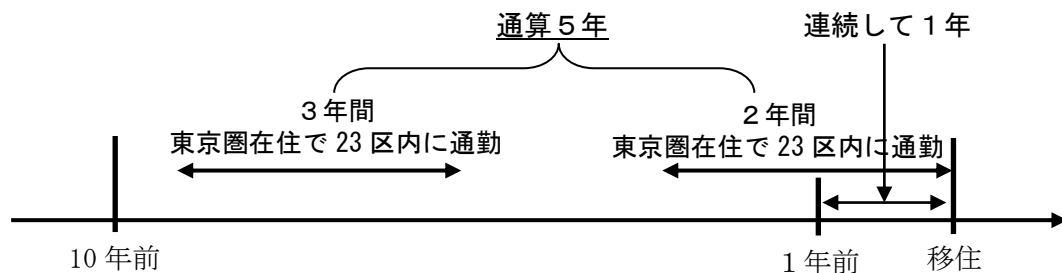 通算５年
連続して１年
３年間
東京圏在住で 23 区内に通勤
２年間
東京圏在住で 23 区内に通勤
10 年前
１年前
移住